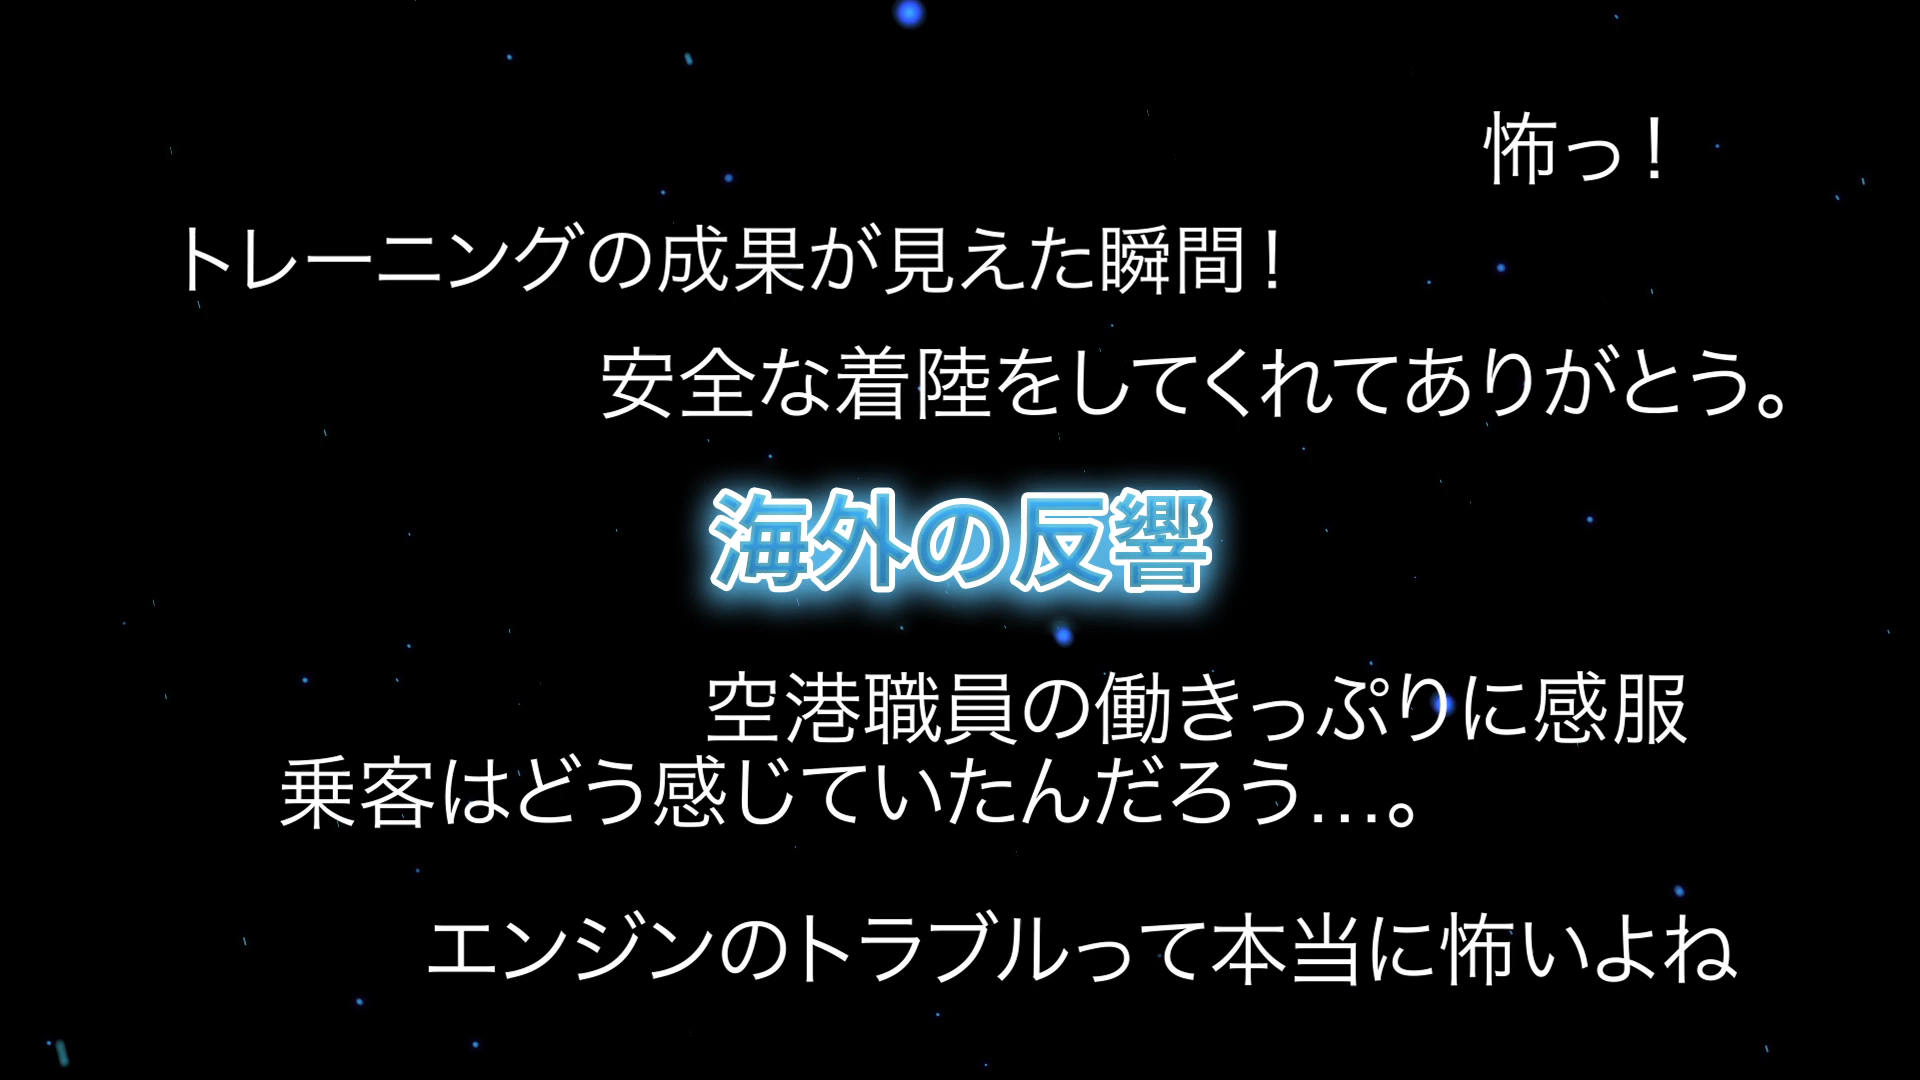 怖っ！
トレーニングの成果が見えた瞬間！
安全な着陸をしてくれてありがとう。
海外の反響
空港職員の働きっぷりに感服
乗客はどう感じていたんだろう…。
エンジンのトラブルって本当に怖いよね